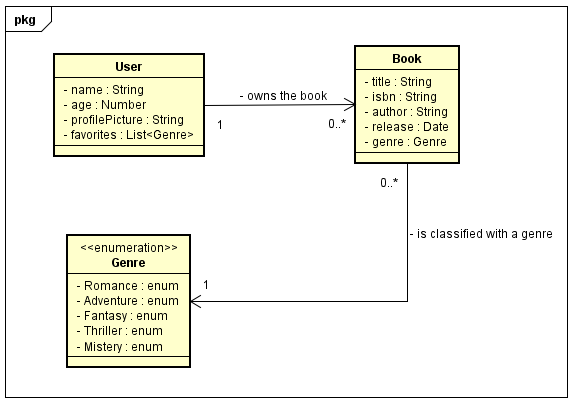 pkg
User
- name : String
- age : Number
- profilePicture : String
- favorites : List<Genre>
- owns the book
1
0..*
Book
- title : String
- isbn : String
- author : String
- release : Date
- genre : Genre
0..*
- is classified with a genre
1
<<enumeration>>
Genre
- Romance : enum
- Adventure : enum
- Fantasy : enum
- Thriller : enum
- Mistery : enum